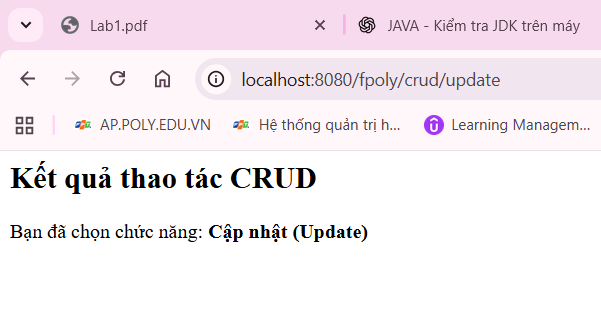 Lab1.pdf
JAVA - Kiểm tra JDK trên máy
localhost:8080/fpoly/crud/update
AP.POLY.EDU.VN
Hệ thống quản trị h...
Learning Managem...
Kết quả thao tác CRUD
Bạn đã chọn chức năng: Cập nhật (Update)